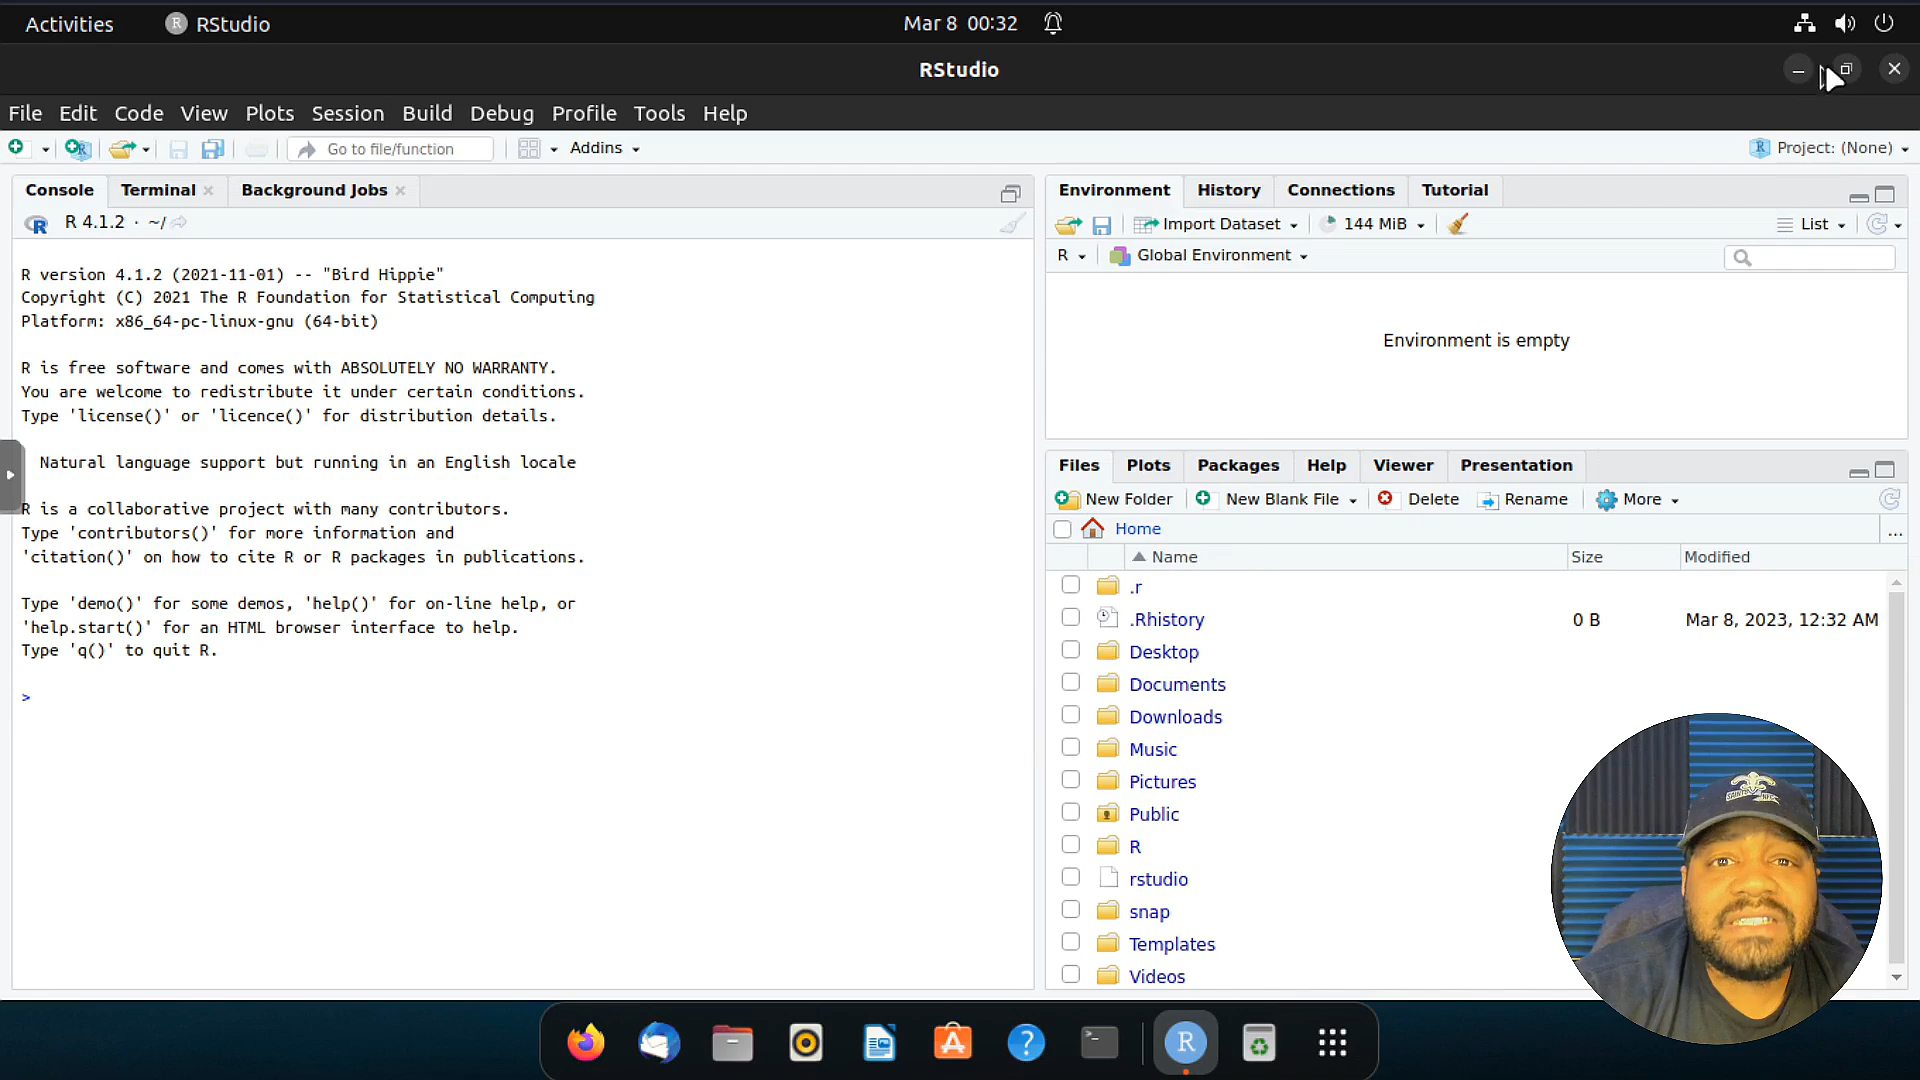 Activities RStudio Mar 8 00:32
RStudio
File Edit Code View Plots Session Build Debug Profile Tools Help
Go to file/function Addins Project: (None)
Console Terminal Background Jobs
R 4.1.2 · ~/
R version 4.1.2 (2021-11-01) -- "Bird Hippie"
Copyright (C) 2021 The R Foundation for Statistical Computing
Platform: x86_64-pc-linux-gnu (64-bit)
R is free software and comes with ABSOLUTELY NO WARRANTY.
You are welcome to redistribute it under certain conditions.
Type 'license()' or 'licence()' for distribution details.
Natural language support but running in an English locale
R is a collaborative project with many contributors.
Type 'contributors()' for more information and
'citation()' on how to cite R or R packages in publications.
Type 'demo()' for some demos, 'help()' for on-line help, or
'help.start()' for an HTML browser interface to help.
Type 'q()' to quit R.
>
Environment History Connections Tutorial
Import Dataset 144 MiB List
R Global Environment
Environment is empty
Files Plots Packages Help Viewer Presentation
New Folder New Blank File Delete Rename More
Home ...
Name Size Modified
.r
.Rhistory 0 B Mar 8, 2023, 12:32 AM
Desktop
Documents
Downloads
Music
Pictures
Public
R
rstudio
snap
Templates
Videos
SAINTS